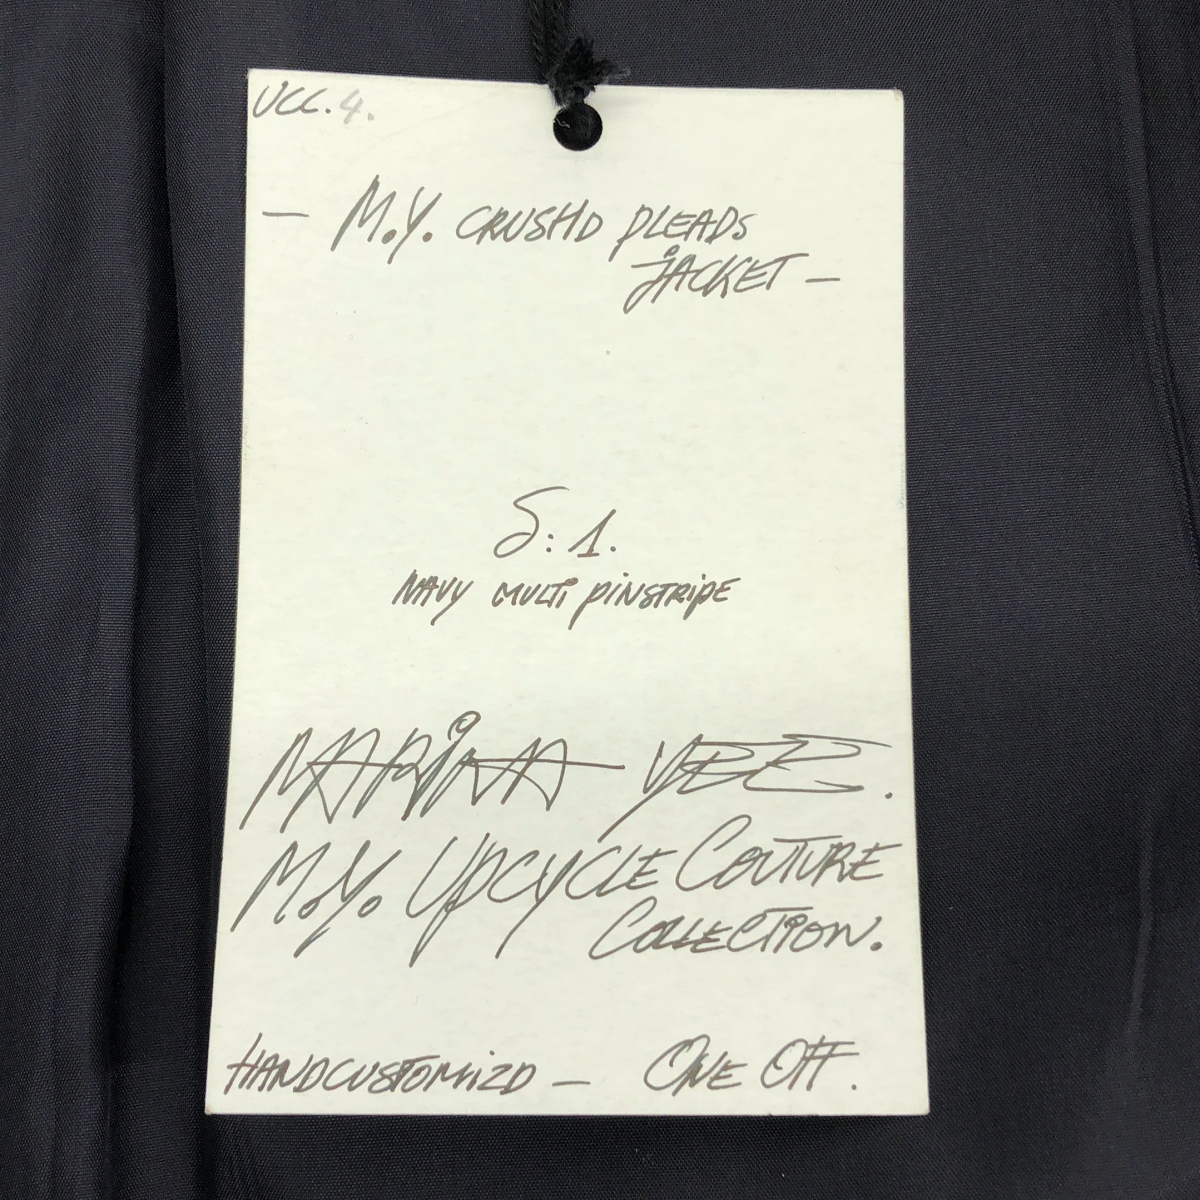 UCC.4.
— M.Y. CRUSHD PLEADS
JACKET —
S: 1.
NAVY MULTI PINSTRIPE
MARINA YEE.
M.Y. UPCYCLE COUTURE
COLLECTION.
HANDCUSTOMIZD — ONE OFF.